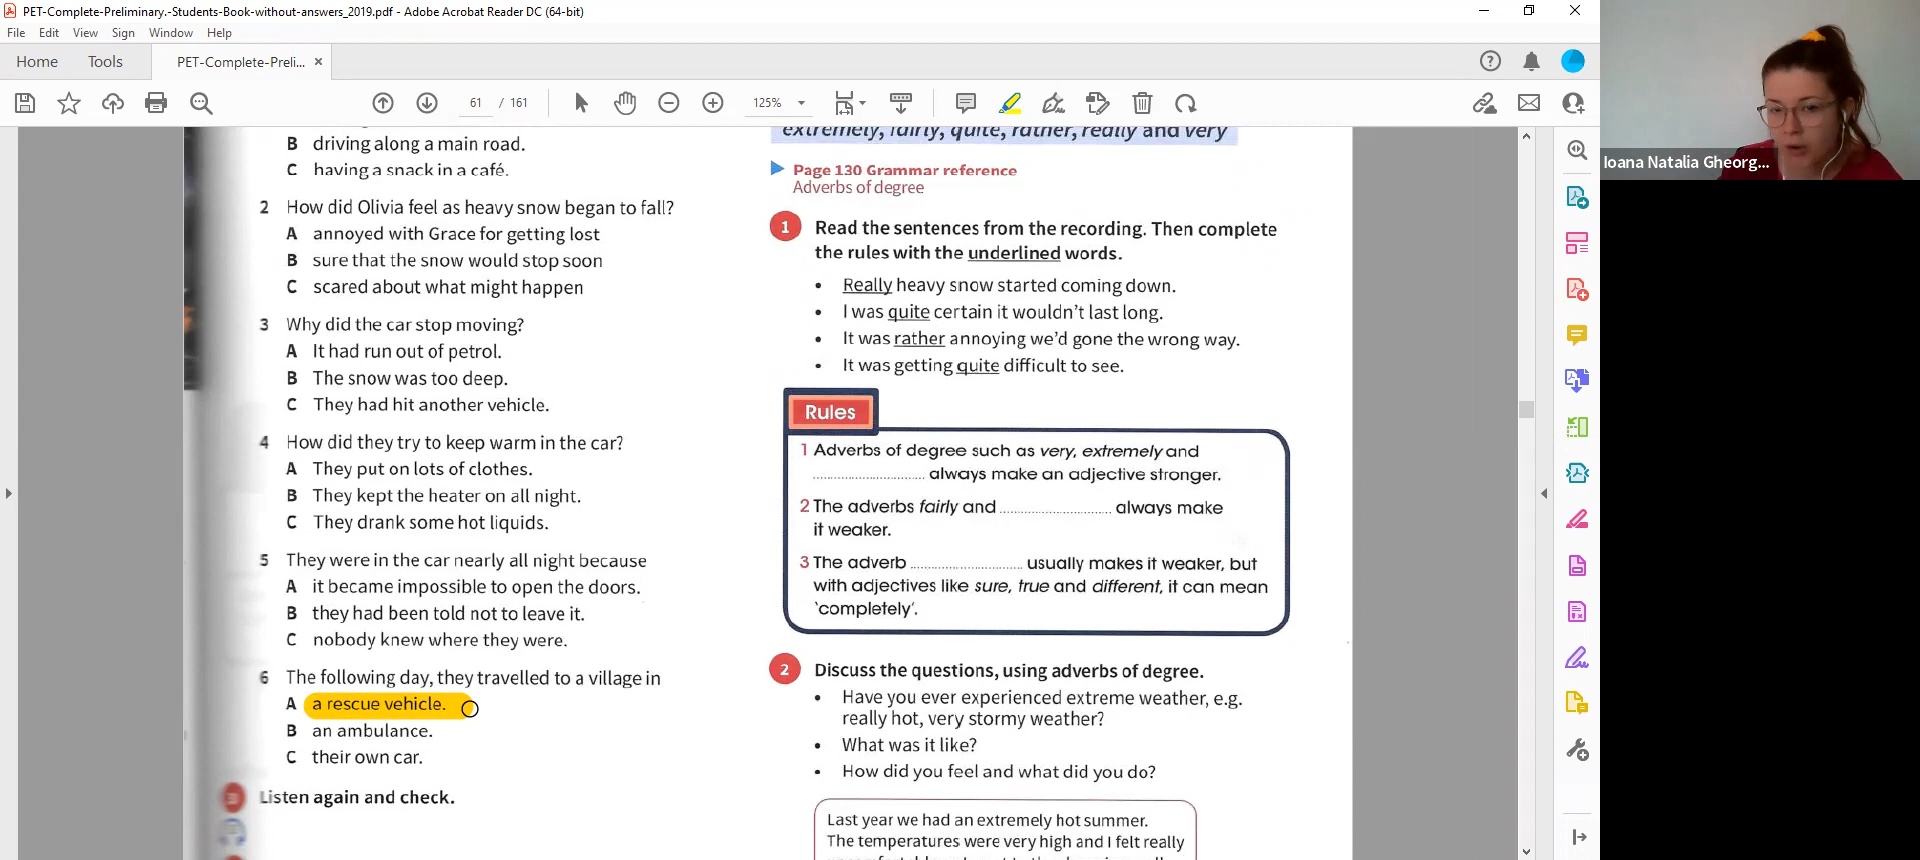 PET-Complete-Preliminary.-Students-Book-without-answers_2019.pdf - Adobe Acrobat Reader DC (64-bit)
File Edit View Sign Window Help
Home Tools PET-Complete-Preli... ×
61 / 161 125%
B driving along a main road.
C having a snack in a café.
2 How did Olivia feel as heavy snow began to fall?
A annoyed with Grace for getting lost
B sure that the snow would stop soon
C scared about what might happen
3 Why did the car stop moving?
A It had run out of petrol.
B The snow was too deep.
C They had hit another vehicle.
4 How did they try to keep warm in the car?
A They put on lots of clothes.
B They kept the heater on all night.
C They drank some hot liquids.
5 They were in the car nearly all night because
A it became impossible to open the doors.
B they had been told not to leave it.
C nobody knew where they were.
6 The following day, they travelled to a village in
A a rescue vehicle.
B an ambulance.
C their own car.
3 Listen again and check.
extremely, fairly, quite, rather, really and very
Page 130 Grammar reference
Adverbs of degree
1 Read the sentences from the recording. Then complete
the rules with the underlined words.
• Really heavy snow started coming down.
• I was quite certain it wouldn't last long.
• It was rather annoying we'd gone the wrong way.
• It was getting quite difficult to see.
Rules
1 Adverbs of degree such as very, extremely and
............................ always make an adjective stronger.
2 The adverbs fairly and ............................ always make
it weaker.
3 The adverb ............................ usually makes it weaker, but
with adjectives like sure, true and different, it can mean
'completely'.
2 Discuss the questions, using adverbs of degree.
• Have you ever experienced extreme weather, e.g.
really hot, very stormy weather?
• What was it like?
• How did you feel and what did you do?
Last year we had an extremely hot summer.
The temperatures were very high and I felt really
Ioana Natalia Gheorg...